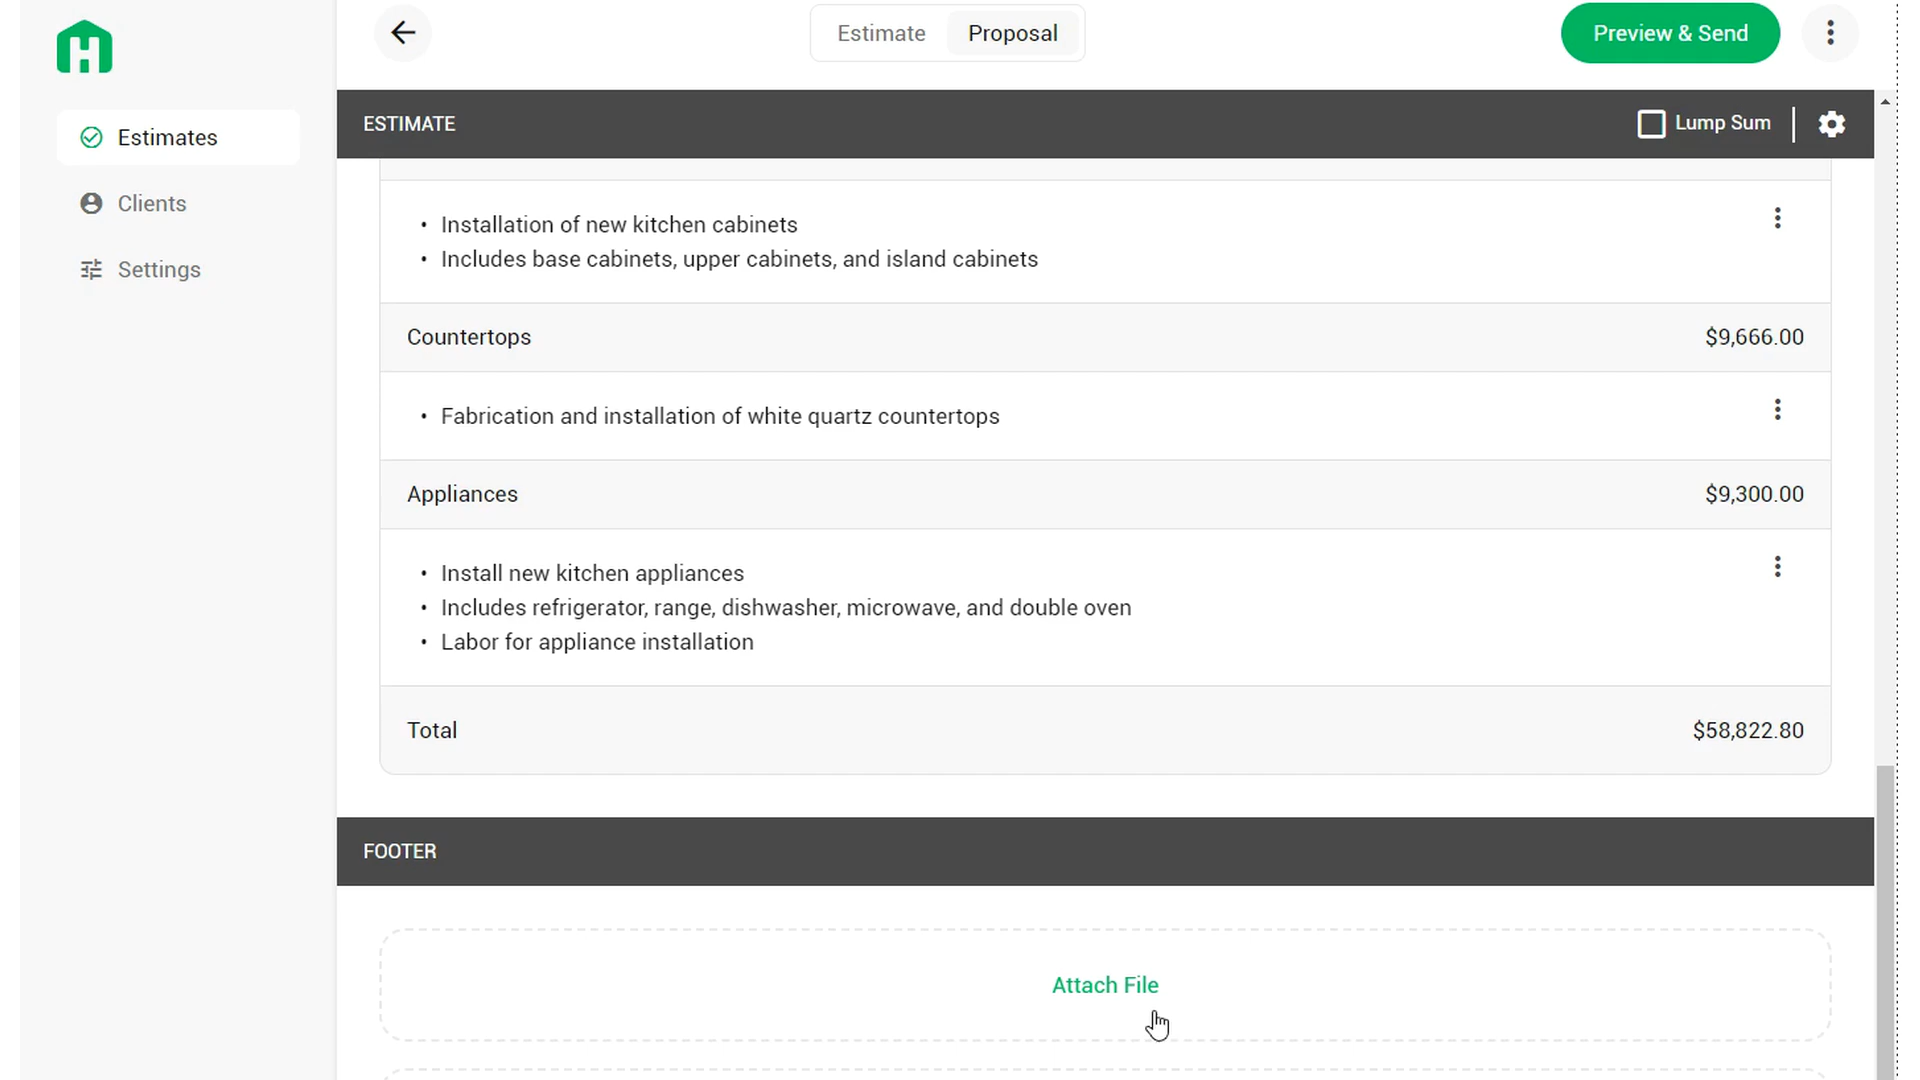 Estimate
Proposal
Preview & Send
Estimates
Clients
Settings
ESTIMATE
Lump Sum
• Installation of new kitchen cabinets
• Includes base cabinets, upper cabinets, and island cabinets
Countertops $9,666.00
• Fabrication and installation of white quartz countertops
Appliances $9,300.00
• Install new kitchen appliances
• Includes refrigerator, range, dishwasher, microwave, and double oven
• Labor for appliance installation
Total $58,822.80
FOOTER
Attach File